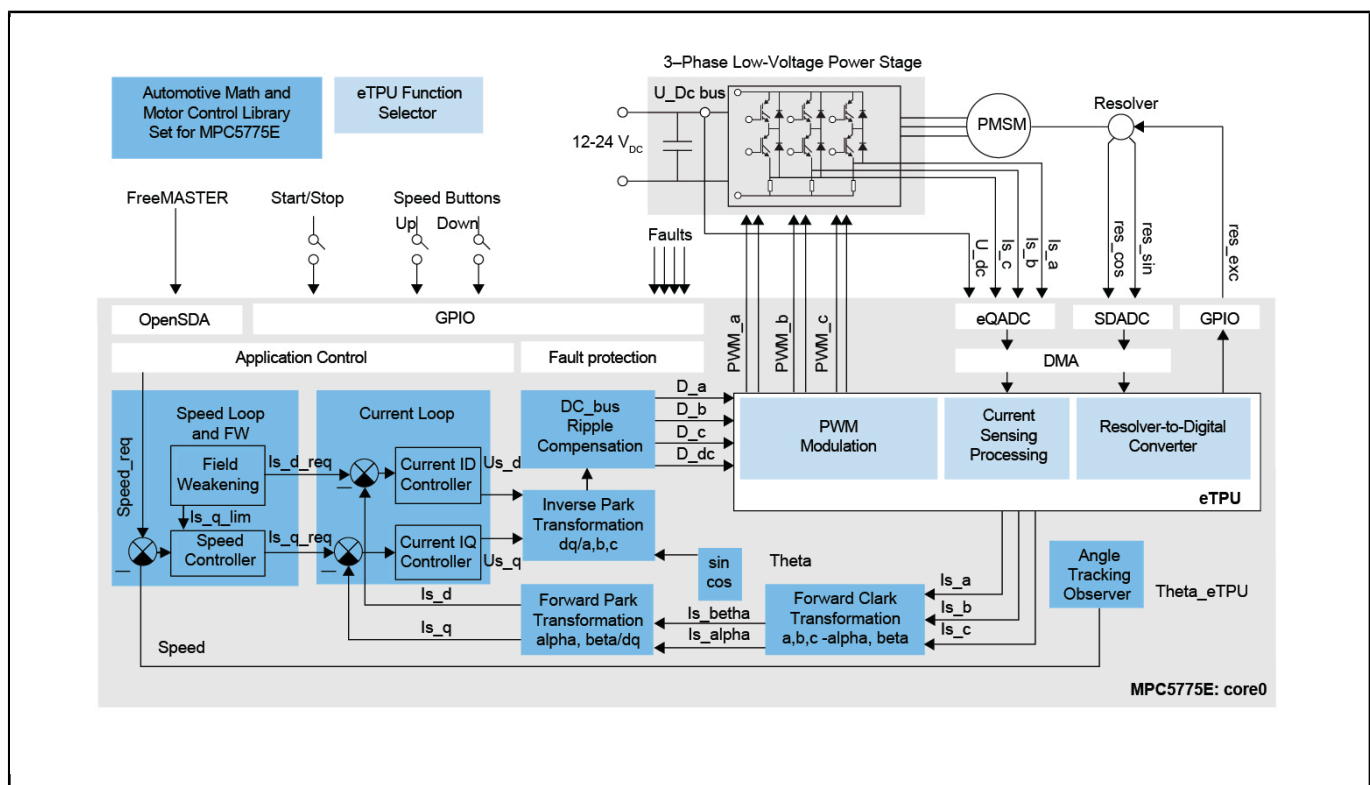 3–Phase Low-Voltage Power Stage
Automotive Math and
Motor Control Library
Set for MPC5775E
eTPU Function
Selector
U_Dc bus
12-24 V_DC
PMSM
Resolver
FreeMASTER
Start/Stop
Speed Buttons
Up
Down
Faults
U_dc
Is_c
Is_b
Is_a
res_cos
res_sin
res_exc
OpenSDA
GPIO
PWM_a
PWM_b
PWM_c
eQADC
SDADC
GPIO
Application Control
Fault protection
DMA
Speed_req
Speed Loop
and FW
Field
Weakening
Is_q_lim
Speed
Controller
Is_d_req
Is_q_req
Current Loop
Current ID
Controller
Current IQ
Controller
Us_d
Us_q
DC_bus
Ripple
Compensation
Inverse Park
Transformation
dq/a,b,c
D_a
D_b
D_c
D_dc
PWM
Modulation
Current
Sensing
Processing
Resolver-to-Digital
Converter
eTPU
sin
cos
Theta
Is_d
Is_q
Forward Park
Transformation
alpha, beta/dq
Is_betha
Is_alpha
Forward Clark
Transformation
a,b,c -alpha, beta
Is_a
Is_b
Is_c
Angle
Tracking
Observer
Theta_eTPU
Speed
MPC5775E: core0